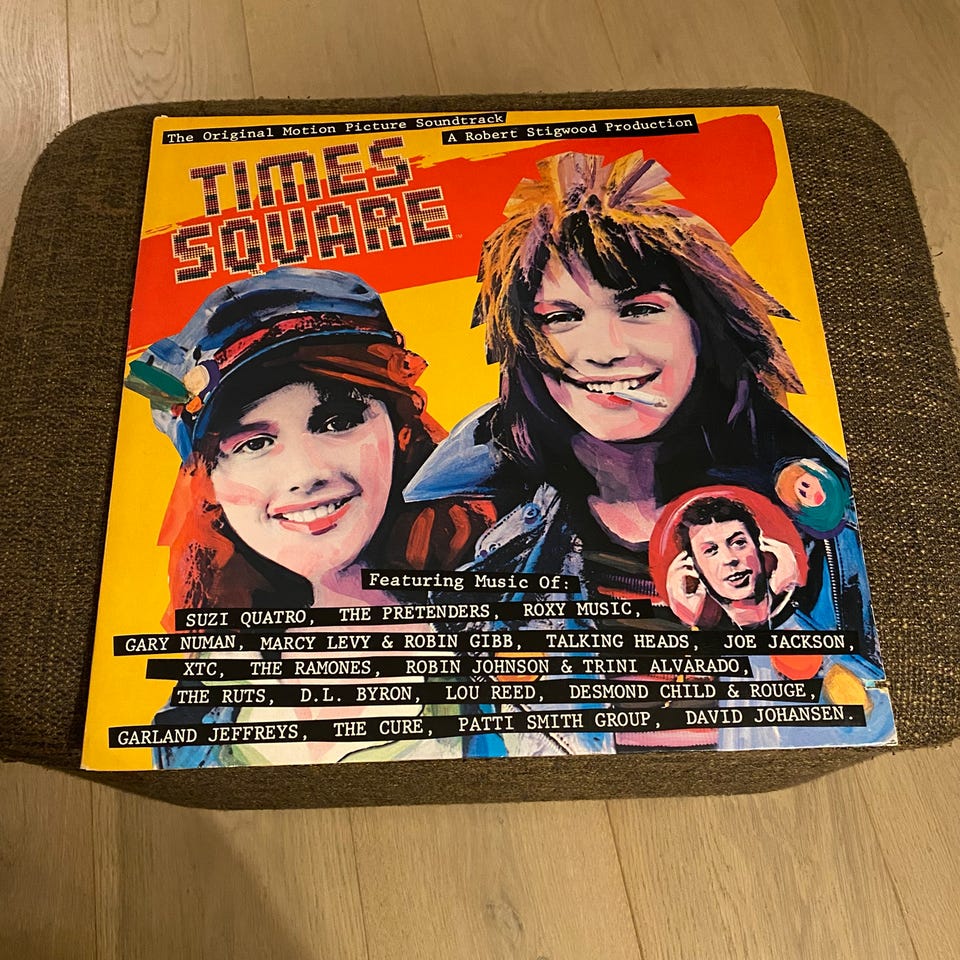 The Original Motion Picture Soundtrack
A Robert Stigwood Production
TIMES
SQUARE™
Featuring Music Of:
SUZI QUATRO, THE PRETENDERS, ROXY MUSIC,
GARY NUMAN, MARCY LEVY & ROBIN GIBB, TALKING HEADS, JOE JACKSON,
XTC, THE RAMONES, ROBIN JOHNSON & TRINI ALVARADO,
THE RUTS, D.L. BYRON, LOU REED, DESMOND CHILD & ROUGE,
GARLAND JEFFREYS, THE CURE, PATTI SMITH GROUP, DAVID JOHANSEN.